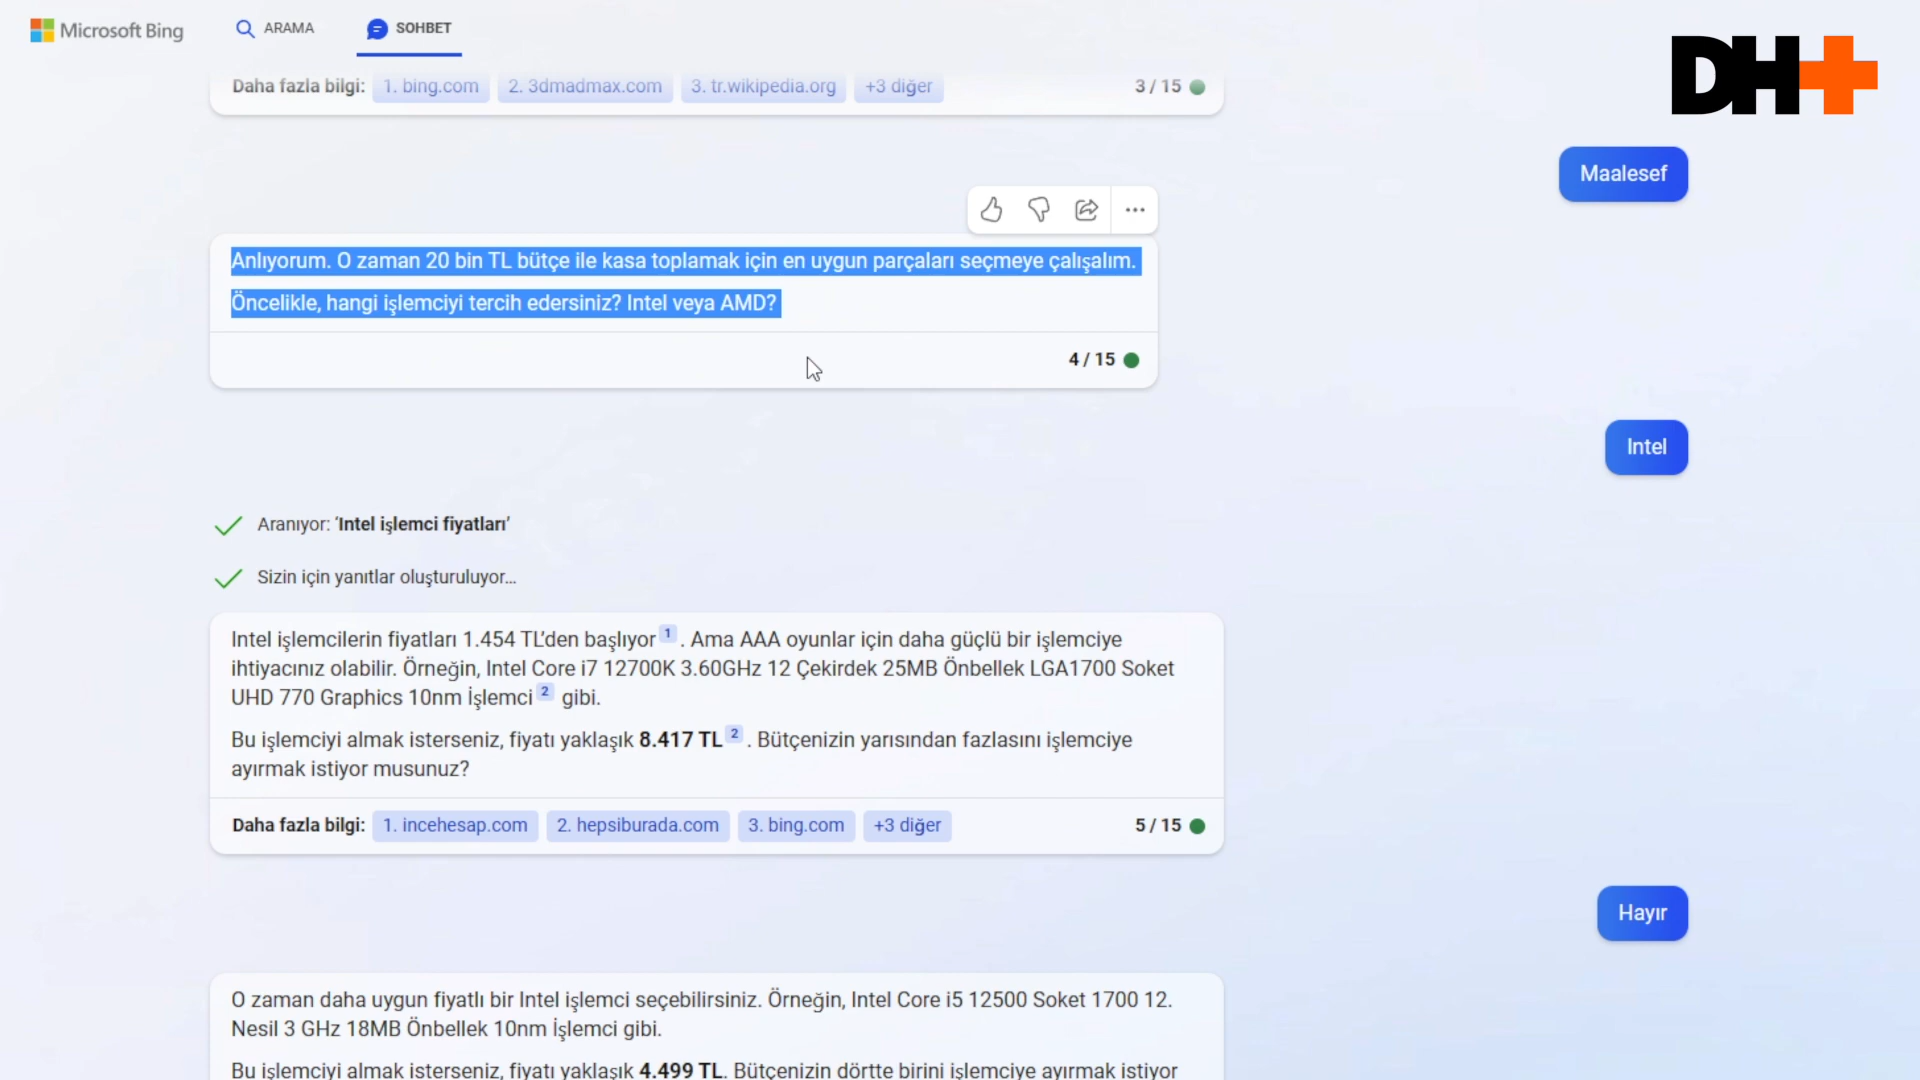 Microsoft Bing
ARAMA
SOHBET
DH+
Daha fazla bilgi: 1. bing.com 2. 3dmadmax.com 3. tr.wikipedia.org +3 diğer 3 / 15
Maalesef
Anlıyorum. O zaman 20 bin TL bütçe ile kasa toplamak için en uygun parçaları seçmeye çalışalım.
Öncelikle, hangi işlemciyi tercih edersiniz? Intel veya AMD?
4 / 15
Intel
Aranıyor: ‘Intel işlemci fiyatları’
Sizin için yanıtlar oluşturuluyor...
Intel işlemcilerin fiyatları 1.454 TL’den başlıyor 1 . Ama AAA oyunlar için daha güçlü bir işlemciye
ihtiyacınız olabilir. Örneğin, Intel Core i7 12700K 3.60GHz 12 Çekirdek 25MB Önbellek LGA1700 Soket
UHD 770 Graphics 10nm İşlemci 2 gibi.
Bu işlemciyi almak isterseniz, fiyatı yaklaşık 8.417 TL 2 . Bütçenizin yarısından fazlasını işlemciye
ayırmak istiyor musunuz?
Daha fazla bilgi: 1. incehesap.com 2. hepsiburada.com 3. bing.com +3 diğer 5 / 15
Hayır
O zaman daha uygun fiyatlı bir Intel işlemci seçebilirsiniz. Örneğin, Intel Core i5 12500 Soket 1700 12.
Nesil 3 GHz 18MB Önbellek 10nm İşlemci gibi.
Bu işlemciyi almak isterseniz, fiyatı yaklaşık 4.499 TL. Bütçenizin dörtte birini işlemciye ayırmak istiyor